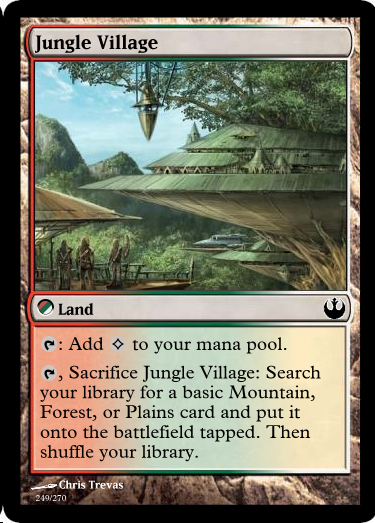 Jungle Village
Land
: Add to your mana pool.
, Sacrifice Jungle Village: Search
your library for a basic Mountain,
Forest, or Plains card and put it
onto the battlefield tapped. Then
shuffle your library.
Chris Trevas
249/270